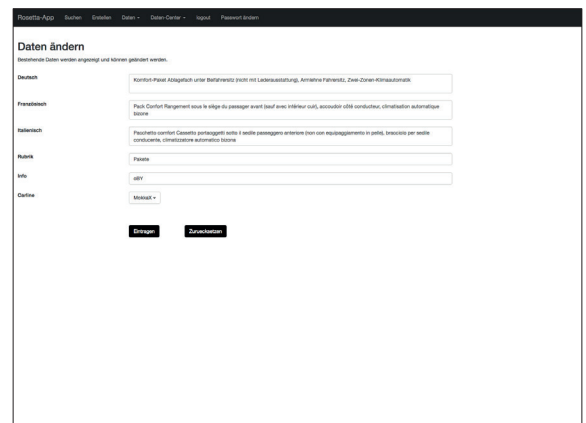 Rosetta-App Suchen Erstellen Daten Daten-Center logout Passwort ändern
Daten ändern
Bestehende Daten werden angezeigt und können geändert werden.
Deutsch
Komfort-Paket Ablagefach unter Beifahrersitz (nicht mit Lederausstattung), Armlehne Fahrersitz, Zwei-Zonen-Klimaautomatik
Französisch
Pack Confort Rangement sous le siège du passager avant (sauf avec intérieur cuir), accoudoir côté conducteur, climatisation automatique
bizone
Italienisch
Pacchetto comfort Cassetto portaoggetti sotto il sedile passeggero anteriore (non con equipaggiamento in pelle), bracciolo per sedile
conducente, climatizzatore automatico bizona
Rubrik
Pakete
Info
Carline
MokkaX
Eintragen Zuruecksetzen